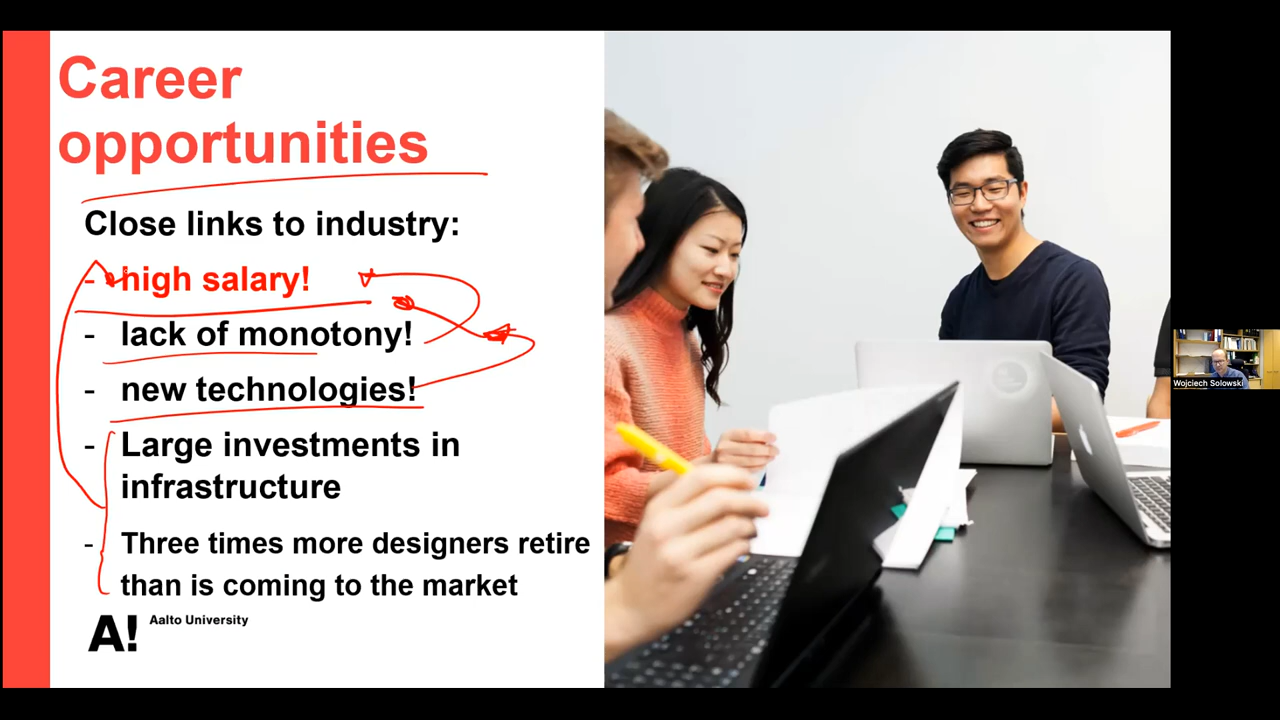 Career
opportunities
Close links to industry:
- high salary!
- lack of monotony!
- new technologies!
- Large investments in
infrastructure
- Three times more designers retire
than is coming to the market
A! Aalto University
Wojciech Solowski